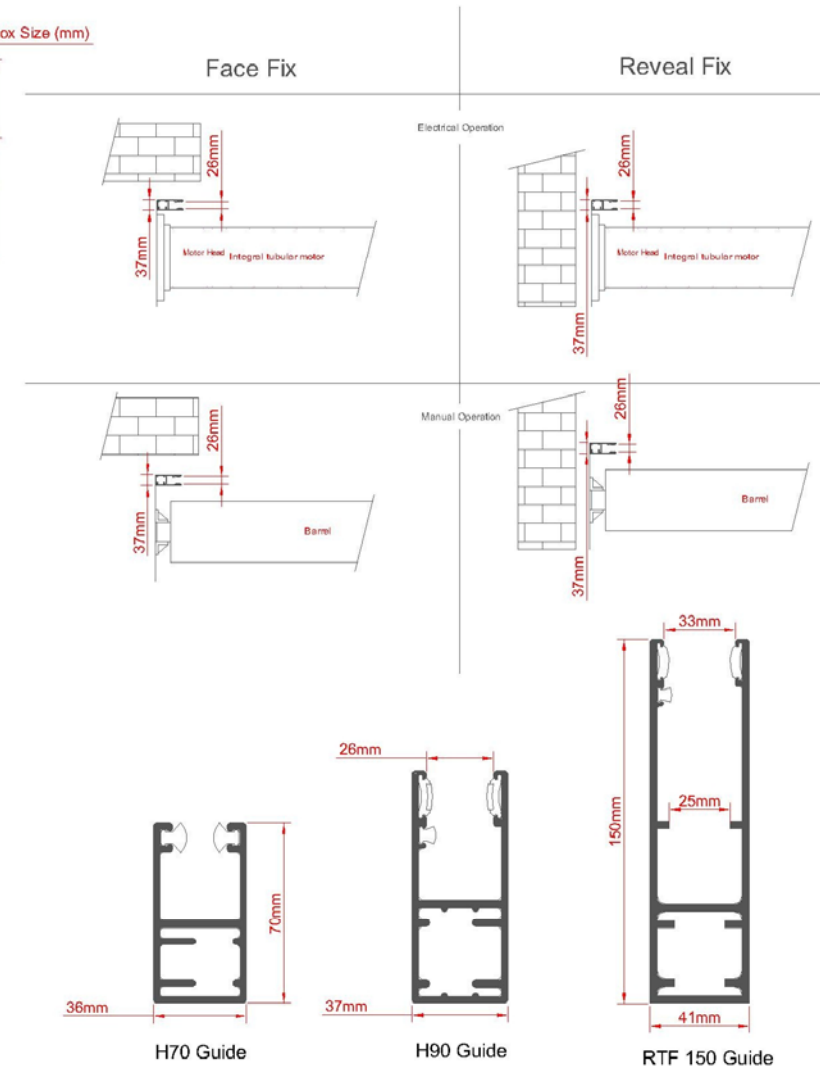 ox Size (mm)
Face Fix
Reveal Fix
Electrical Operation
26mm
37mm
Motor Head
Integral tubular motor
26mm
37mm
Motor Head
Integral tubular motor
Manual Operation
26mm
37mm
Barrel
26mm
37mm
Barrel
33mm
26mm
25mm
150mm
70mm
36mm
37mm
41mm
H70 Guide
H90 Guide
RTF 150 Guide